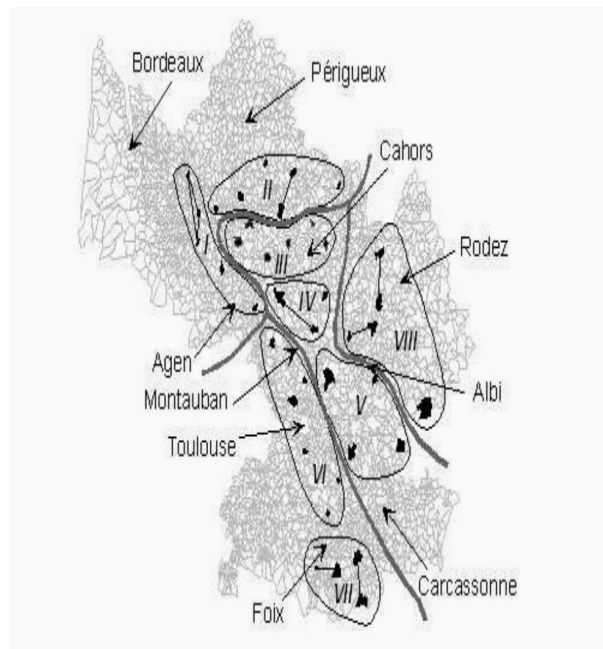 Bordeaux
Périgueux
Cahors
II
I
III
Rodez
IV
VIII
Agen
Montauban
Albi
V
Toulouse
VI
Carcassonne
VII
Foix